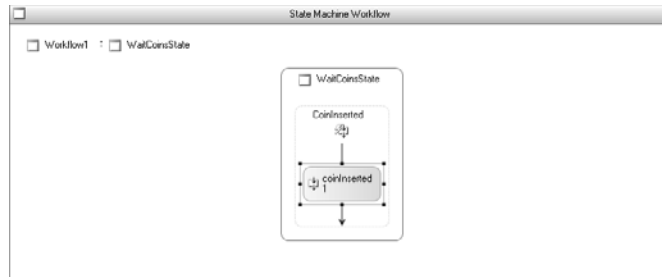 State Machine Workflow
Workflow1 : WaitCoinsState
WaitCoinsState
CoinInserted
coinInserted
1